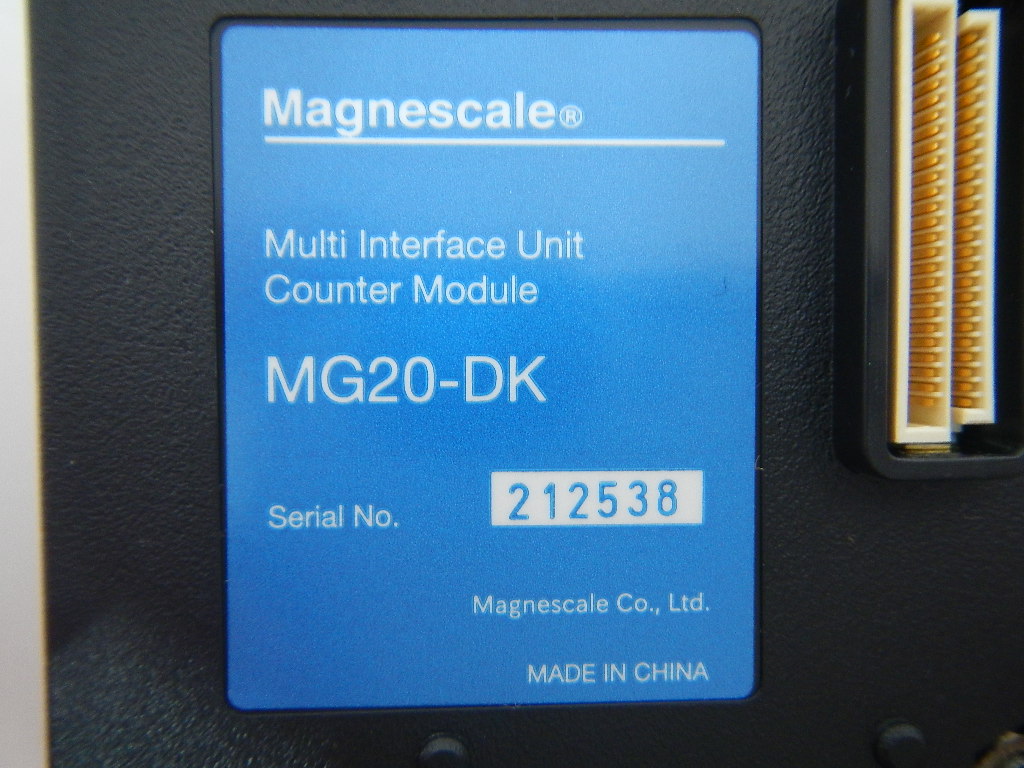 Magnescale®
Multi Interface Unit
Counter Module
MG20-DK
Serial No. 212538
Magnescale Co., Ltd.
MADE IN CHINA